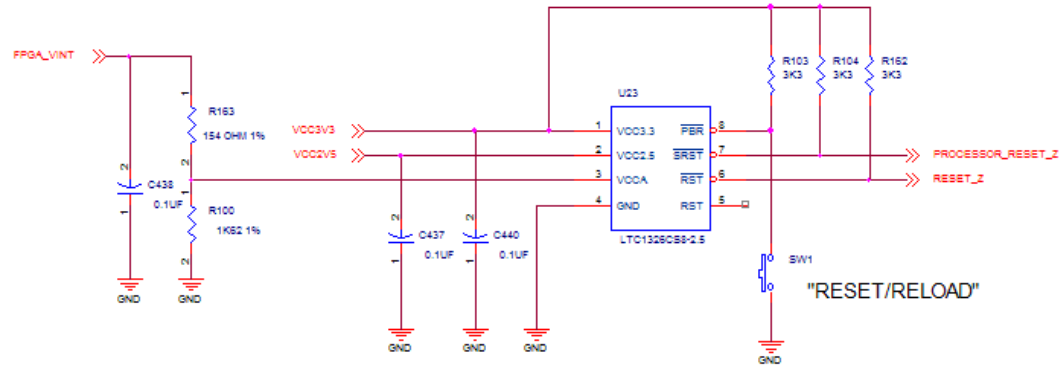 FPGA_VINT
1
R163
154 OHM 1%
2
2
C438
1
0.1UF
1
R100
1K62 1%
2
GND
GND
VCC3V3
VCC2V5
2
C437
1
0.1UF
GND
2
C440
1
0.1UF
GND
GND
U23
1
VCC3.3
2
VCC2.5
3
VCCA
4
GND
PBR
8
SRST
7
RST
6
RST
5
LTC1326CS8-2.5
R103
3K3
R104
3K3
R162
3K3
PROCESSOR_RESET_Z
RESET_Z
SW1
"RESET/RELOAD"
GND